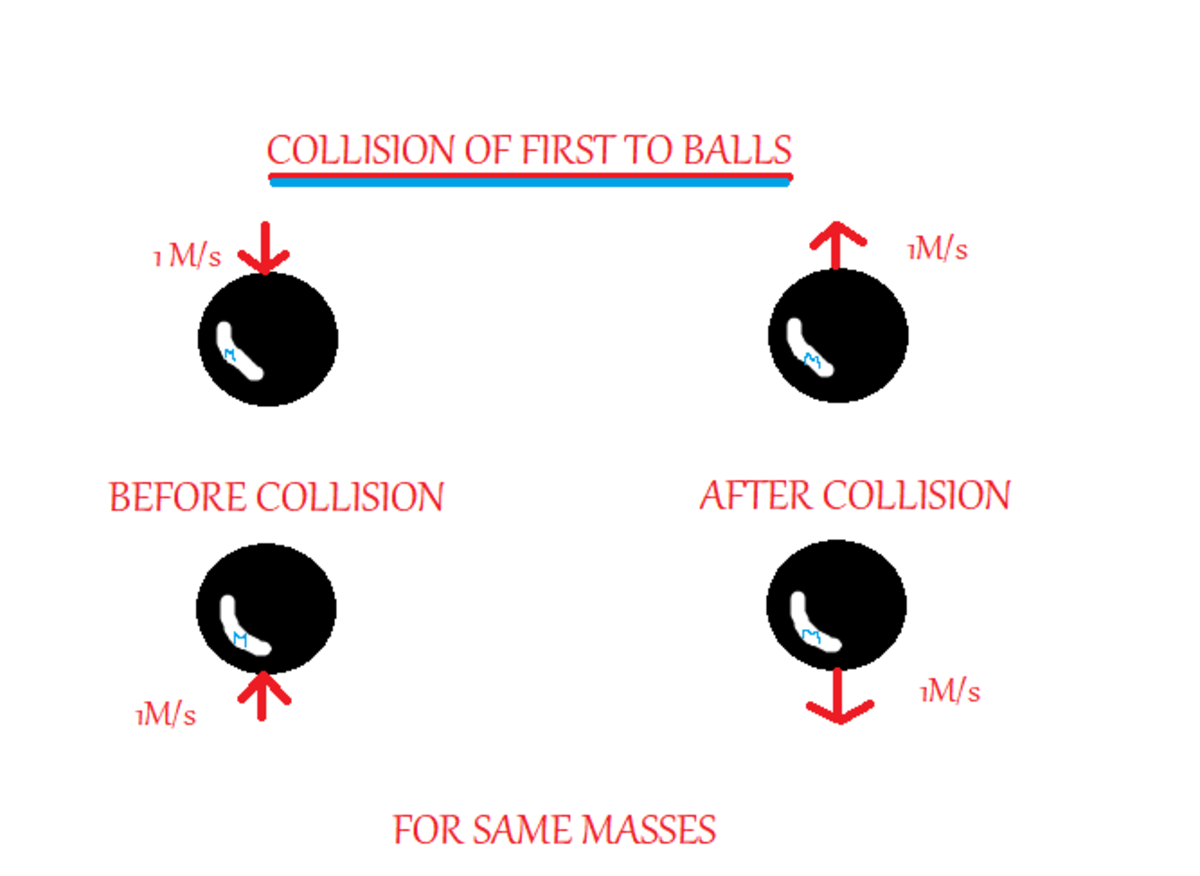 COLLISION OF FIRST TO BALLS
1 M/s
1M/s
M
M
BEFORE COLLISION
AFTER COLLISION
M
M
1M/s
1M/s
FOR SAME MASSES